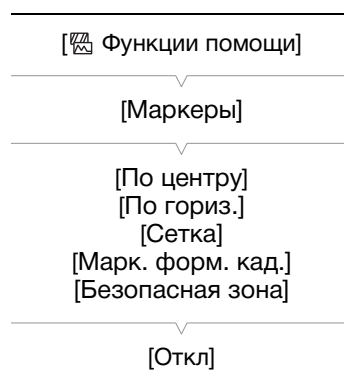 [Функции помощи]
[Маркеры]
[По центру]
[По гориз.]
[Сетка]
[Марк. форм. кад.]
[Безопасная зона]
[Откл]